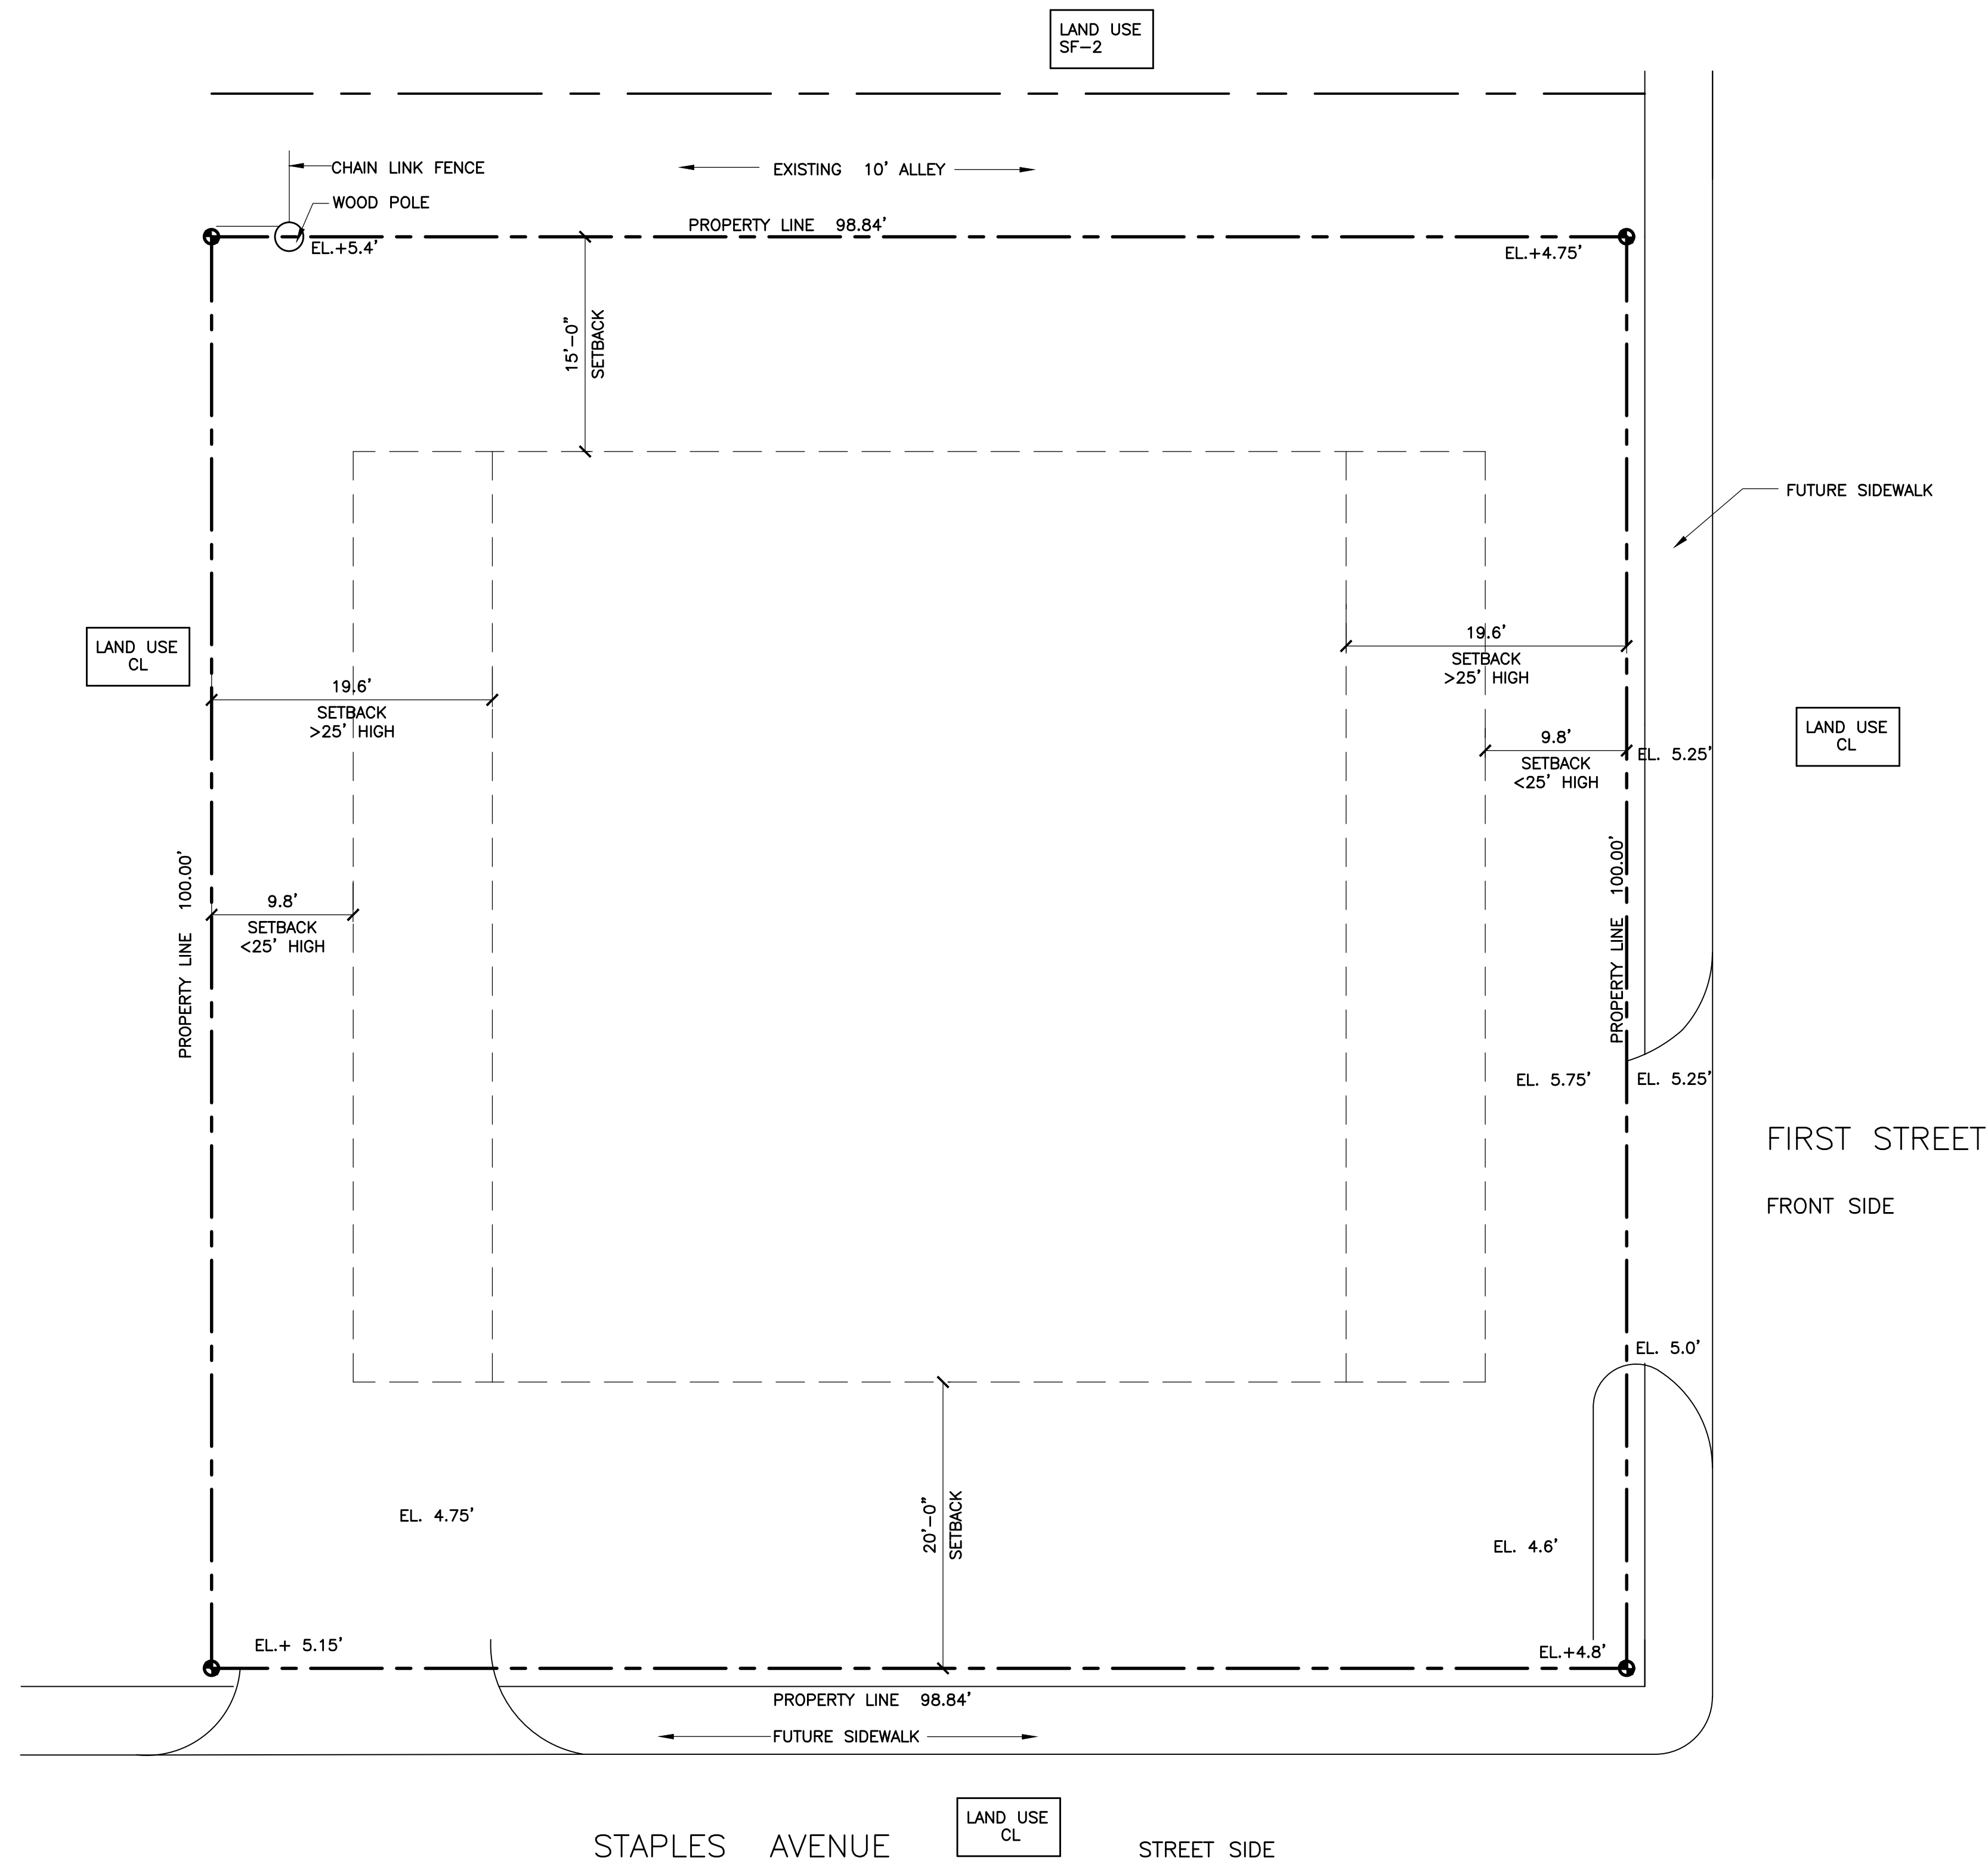 LAND USE
SF-2
CHAIN LINK FENCE
EXISTING 10' ALLEY
WOOD POLE
PROPERTY LINE 98.84'
EL.+5.4'
EL.+4.75'
15'-0"
SETBACK
FUTURE SIDEWALK
LAND USE
CL
19.6'
SETBACK
>25' HIGH
19.6'
SETBACK
>25' HIGH
LAND USE
CL
9.8'
SETBACK
<25' HIGH
EL. 5.25'
PROPERTY LINE 100.00'
9.8'
SETBACK
<25' HIGH
PROPERTY LINE 100.00'
EL. 5.75'
EL. 5.25'
FIRST STREET
FRONT SIDE
EL. 5.0'
EL. 4.75'
20'-0"
SETBACK
EL. 4.6'
EL.+ 5.15'
EL.+4.8'
PROPERTY LINE 98.84'
FUTURE SIDEWALK
LAND USE
CL
STAPLES AVENUE
STREET SIDE